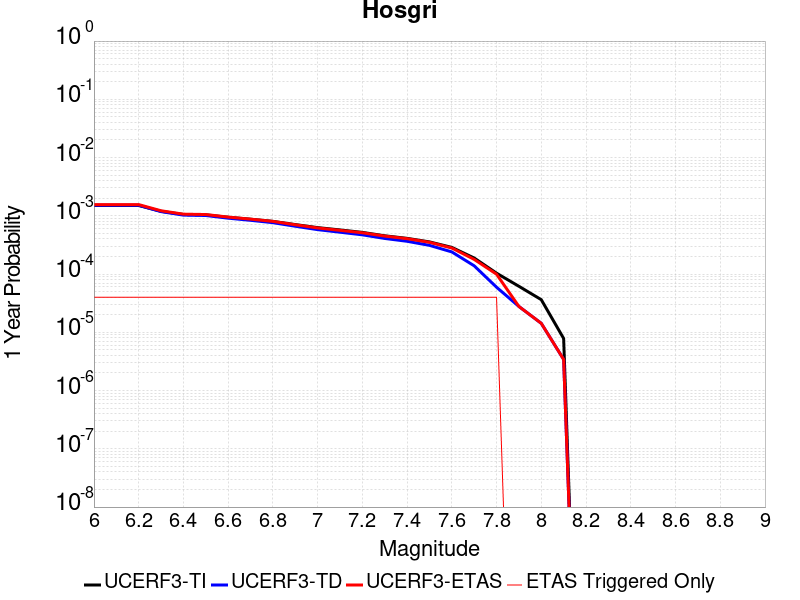 Hosgri
10^0
10^-1
10^-2
10^-3
10^-4
10^-5
10^-6
10^-7
10^-8
1 Year Probability
6 6.2 6.4 6.6 6.8 7 7.2 7.4 7.6 7.8 8 8.2 8.4 8.6 8.8 9
Magnitude
UCERF3-TI UCERF3-TD UCERF3-ETAS ETAS Triggered Only